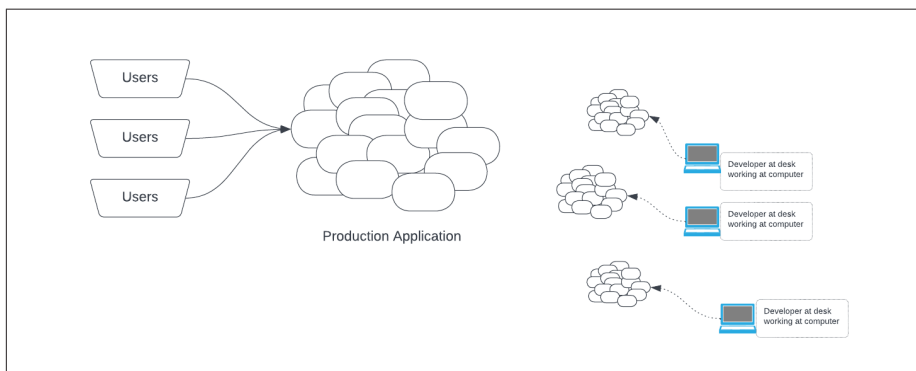 Users
Users
Users
Production Application
Developer at desk
working at computer
Developer at desk
working at computer
Developer at desk
working at computer